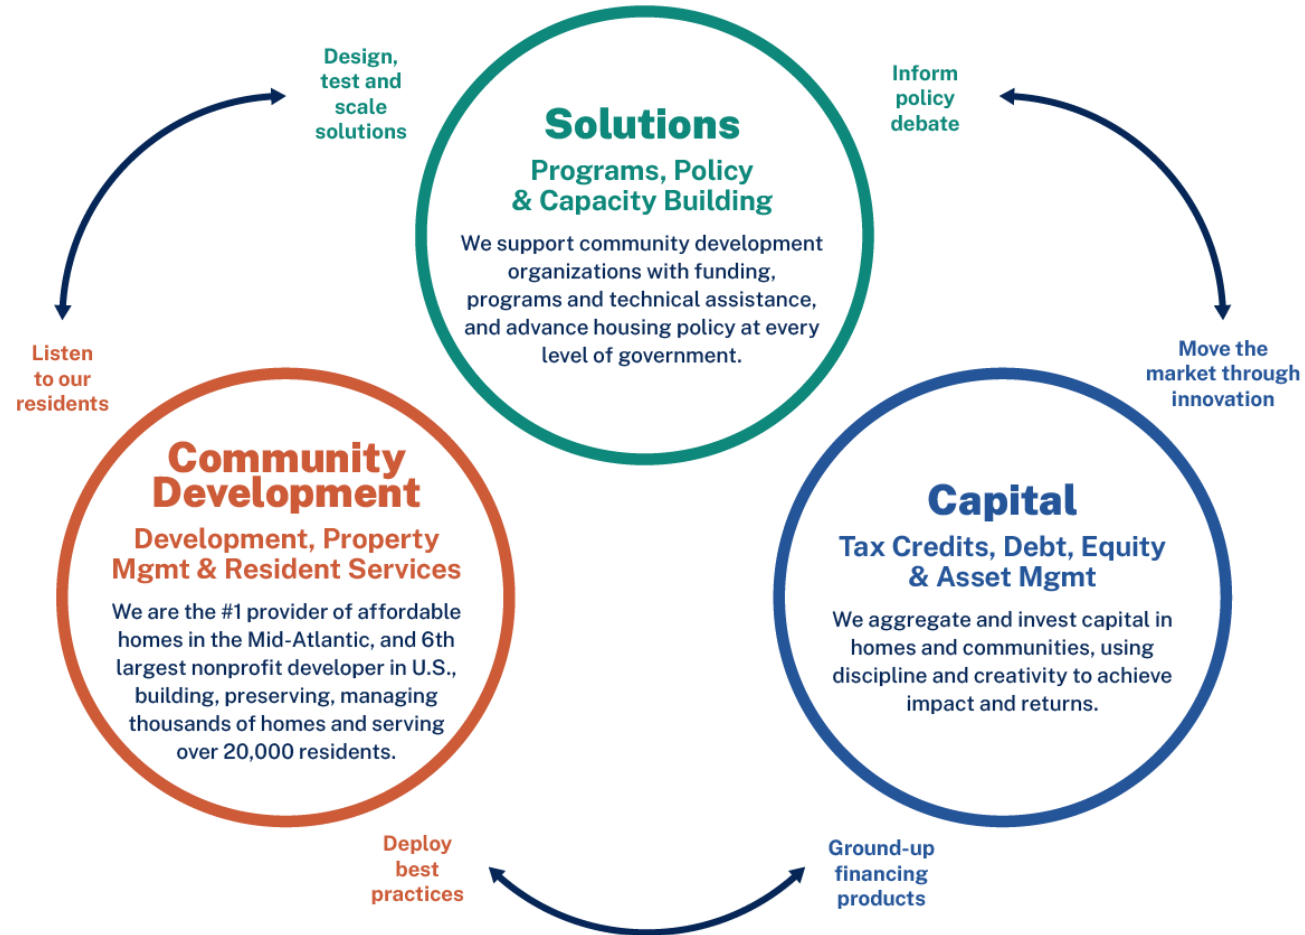 Design,
test and
scale
solutions
Inform
policy
debate
Solutions
Programs, Policy
& Capacity Building
We support community development
organizations with funding,
programs and technical assistance,
and advance housing policy at every
level of government.
Listen
to our
residents
Move the
market through
innovation
Community
Development
Development, Property
Mgmt & Resident Services
We are the #1 provider of affordable
homes in the Mid-Atlantic, and 6th
largest nonprofit developer in U.S.,
building, preserving, managing
thousands of homes and serving
over 20,000 residents.
Capital
Tax Credits, Debt, Equity
& Asset Mgmt
We aggregate and invest capital in
homes and communities, using
discipline and creativity to achieve
impact and returns.
Deploy
best
practices
Ground-up
financing
products